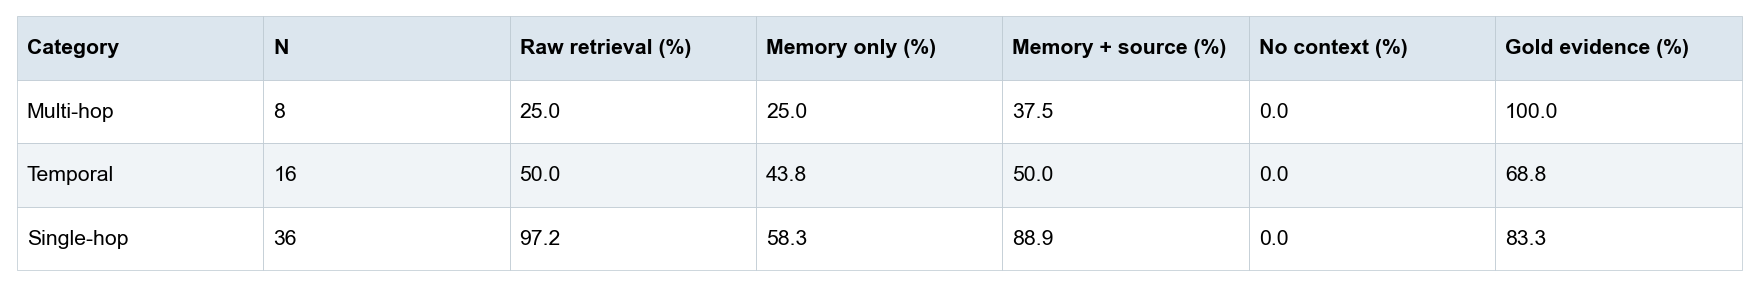 Category N Raw retrieval (%) Memory only (%) Memory + source (%) No context (%) Gold evidence (%)
Multi-hop 8 25.0 25.0 37.5 0.0 100.0
Temporal 16 50.0 43.8 50.0 0.0 68.8
Single-hop 36 97.2 58.3 88.9 0.0 83.3